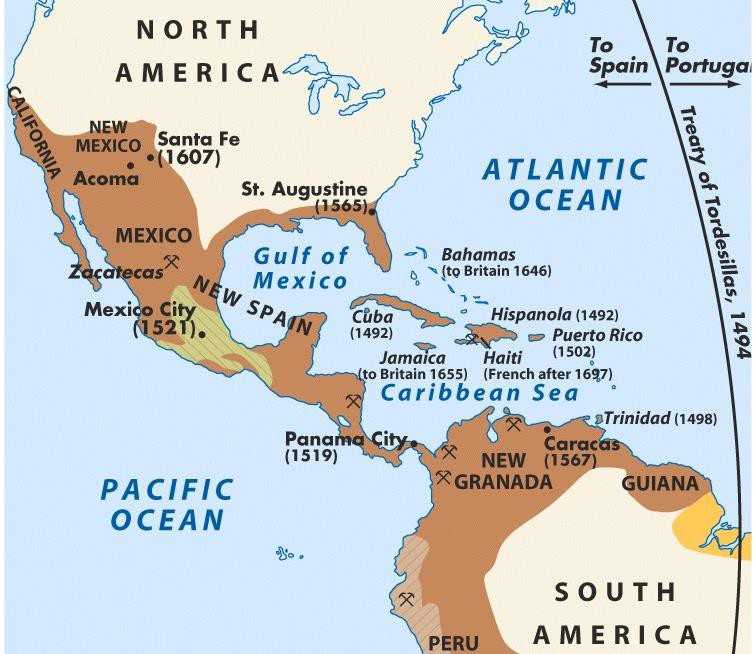 NORTH
AMERICA
To
Spain
To
Portugal
Treaty of Tordesillas, 1494
CALIFORNIA
NEW
MEXICO
Santa Fe
(1607)
Acoma
St. Augustine
(1565)
ATLANTIC
OCEAN
MEXICO
Zacatecas
Gulf of
Mexico
Bahamas
(to Britain 1646)
NEW SPAIN
Mexico City
(1521)
Cuba
(1492)
Hispanola (1492)
Puerto Rico
(1502)
Jamaica
(to Britain 1655)
Haiti
(French after 1697)
Caribbean Sea
Trinidad (1498)
Panama City
(1519)
Caracas
(1567)
NEW
GRANADA
GUIANA
PACIFIC
OCEAN
SOUTH
AMERICA
PERU